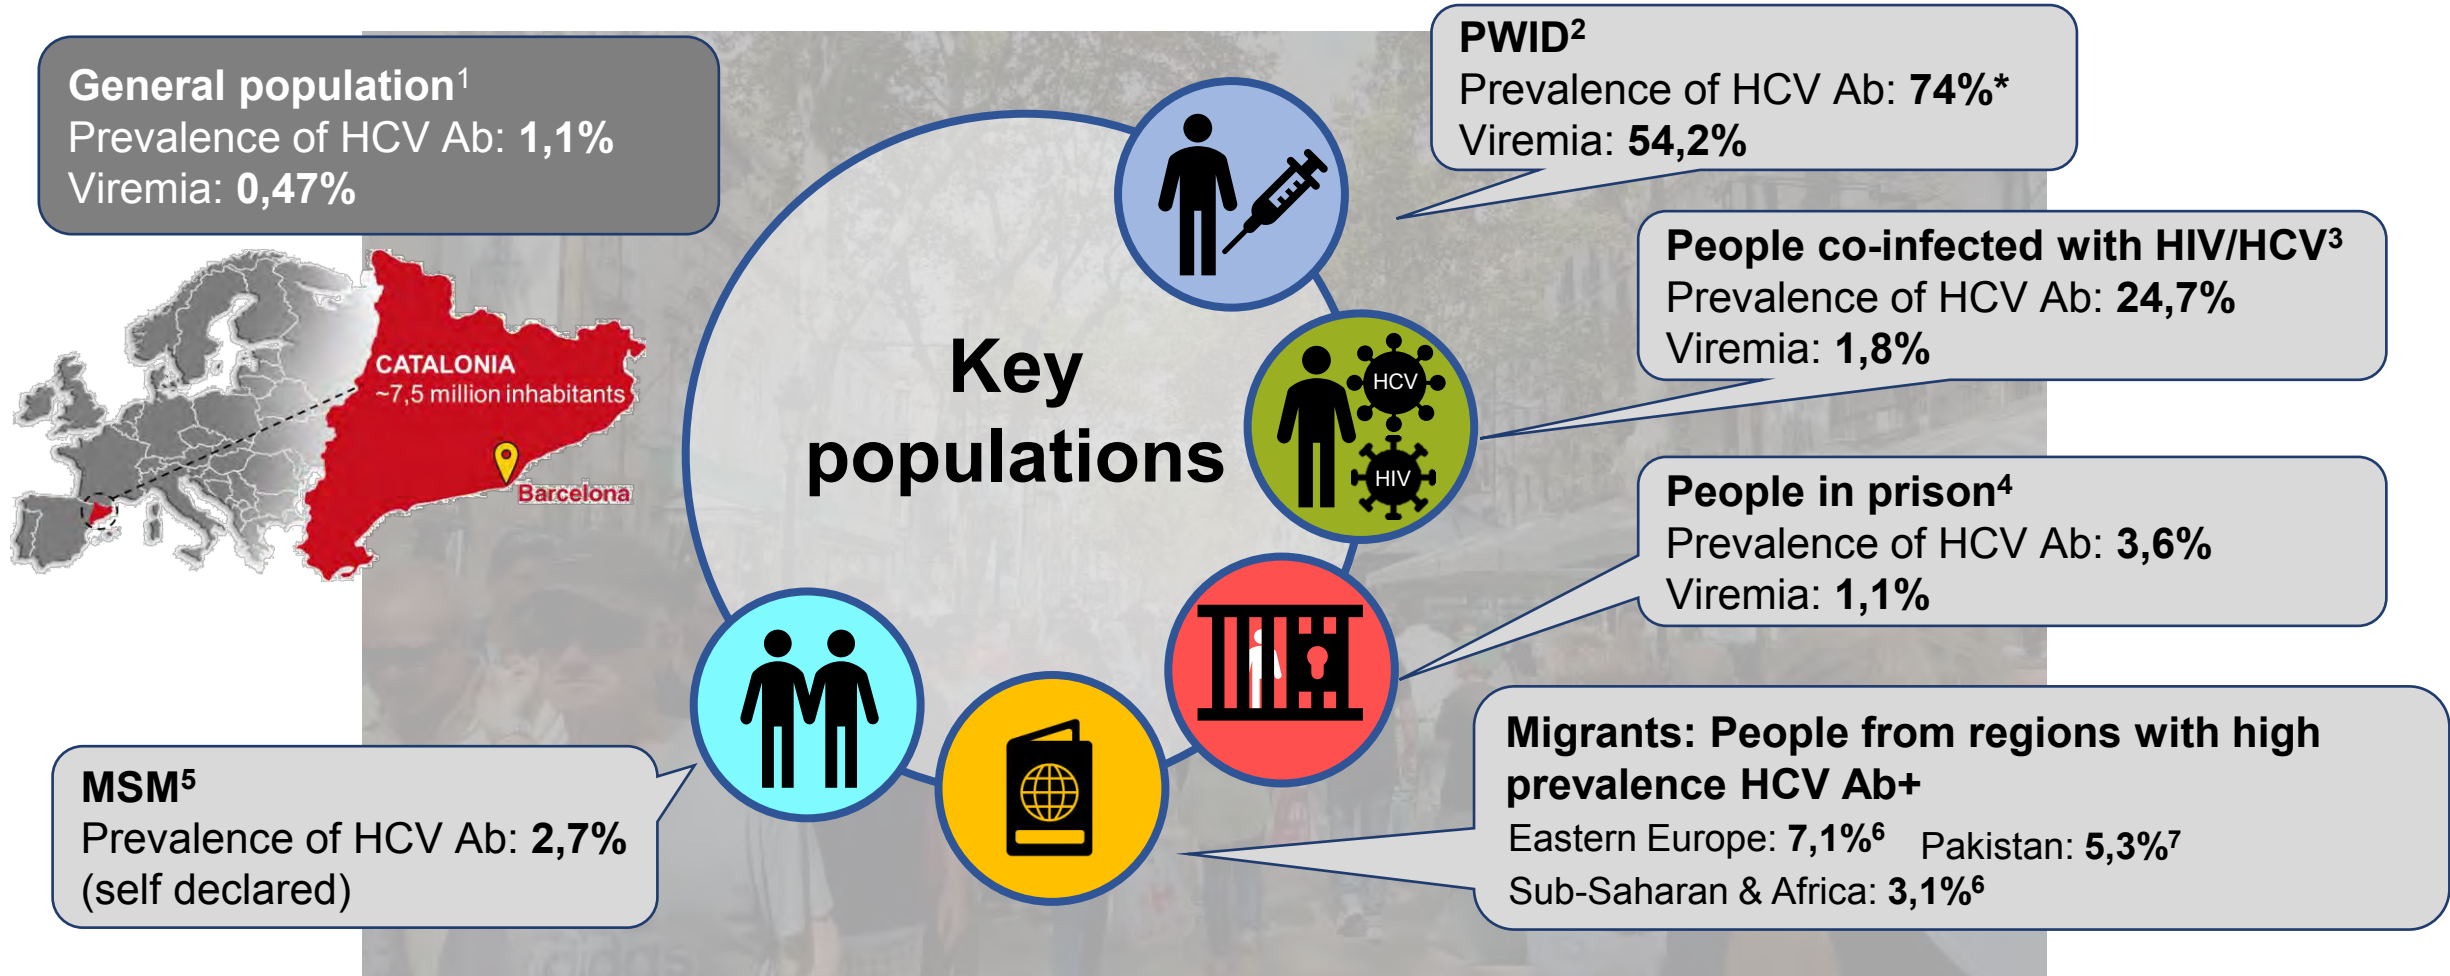 General population¹
Prevalence of HCV Ab: 1,1%
Viremia: 0,47%
CATALONIA
~7,5 million inhabitants
Barcelona
Key
populations
HCV
HIV
PWID²
Prevalence of HCV Ab: 74%*
Viremia: 54,2%
People co-infected with HIV/HCV³
Prevalence of HCV Ab: 24,7%
Viremia: 1,8%
People in prison⁴
Prevalence of HCV Ab: 3,6%
Viremia: 1,1%
Migrants: People from regions with high
prevalence HCV Ab+
Eastern Europe: 7,1%⁶ Pakistan: 5,3%⁷
Sub-Saharan & Africa: 3,1%⁶
MSM⁵
Prevalence of HCV Ab: 2,7%
(self declared)
adidas